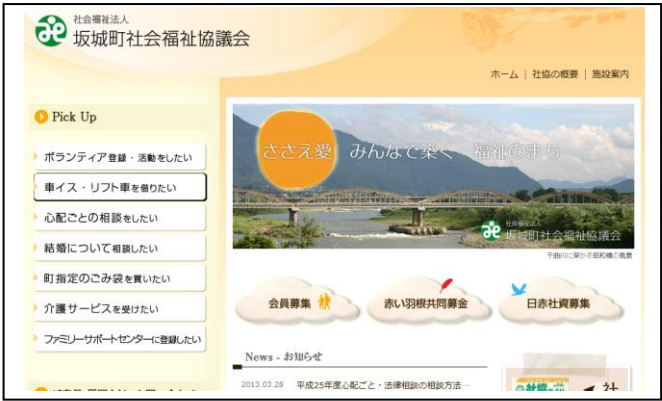 社会福祉法人
坂城町社会福祉協議会
ホーム | 社協の概要 | 施設案内
Pick Up
ボランティア登録・活動をしたい
車イス・リフト車を借りたい
心配ごとの相談をしたい
結婚について相談したい
町指定のごみ袋を買いたい
介護サービスを受けたい
ファミリーサポートセンターに登録したい
ささえ愛 みんなで築く 福祉のまち
社会福祉法人
坂城町社会福祉協議会
千曲川に架かる昭和橋の風景
会員募集
赤い羽根共同募金
日赤社資募集
News - お知らせ
2013.03.28 平成25年度心配ごと・法律相談の相談方法…
社